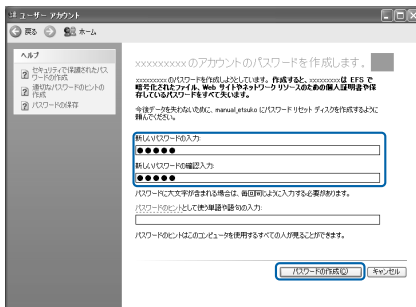 ユーザー アカウント
戻る
ホーム
ヘルプ
セキュリティで保護されたパス
ワードの作成
適切なパスワードのヒントの
作成
パスワードの保存
xxxxxxxxx のアカウントのパスワードを作成します。
xxxxxxxxx のパスワードを作成しようとしています。作成すると、xxxxxxxxxは EFS で
暗号化されたファイル、Web サイトやネットワーク リソースのための個人証明書や保
存しているパスワードをすべて失います。
今後データを失わないために、manual_etsuko にパスワード リセット ディスクを作成するように
頼んでください。
新しいパスワードの入力:
●●●●●
新しいパスワードの確認入力:
●●●●●
パスワードに大文字が含まれる場合は、毎回同じように入力する必要があります。
パスワードのヒントとして使う単語や語句の入力:
パスワードのヒントはこのコンピュータを使用するすべての人が見ることができます。
パスワードの作成(C)
キャンセル